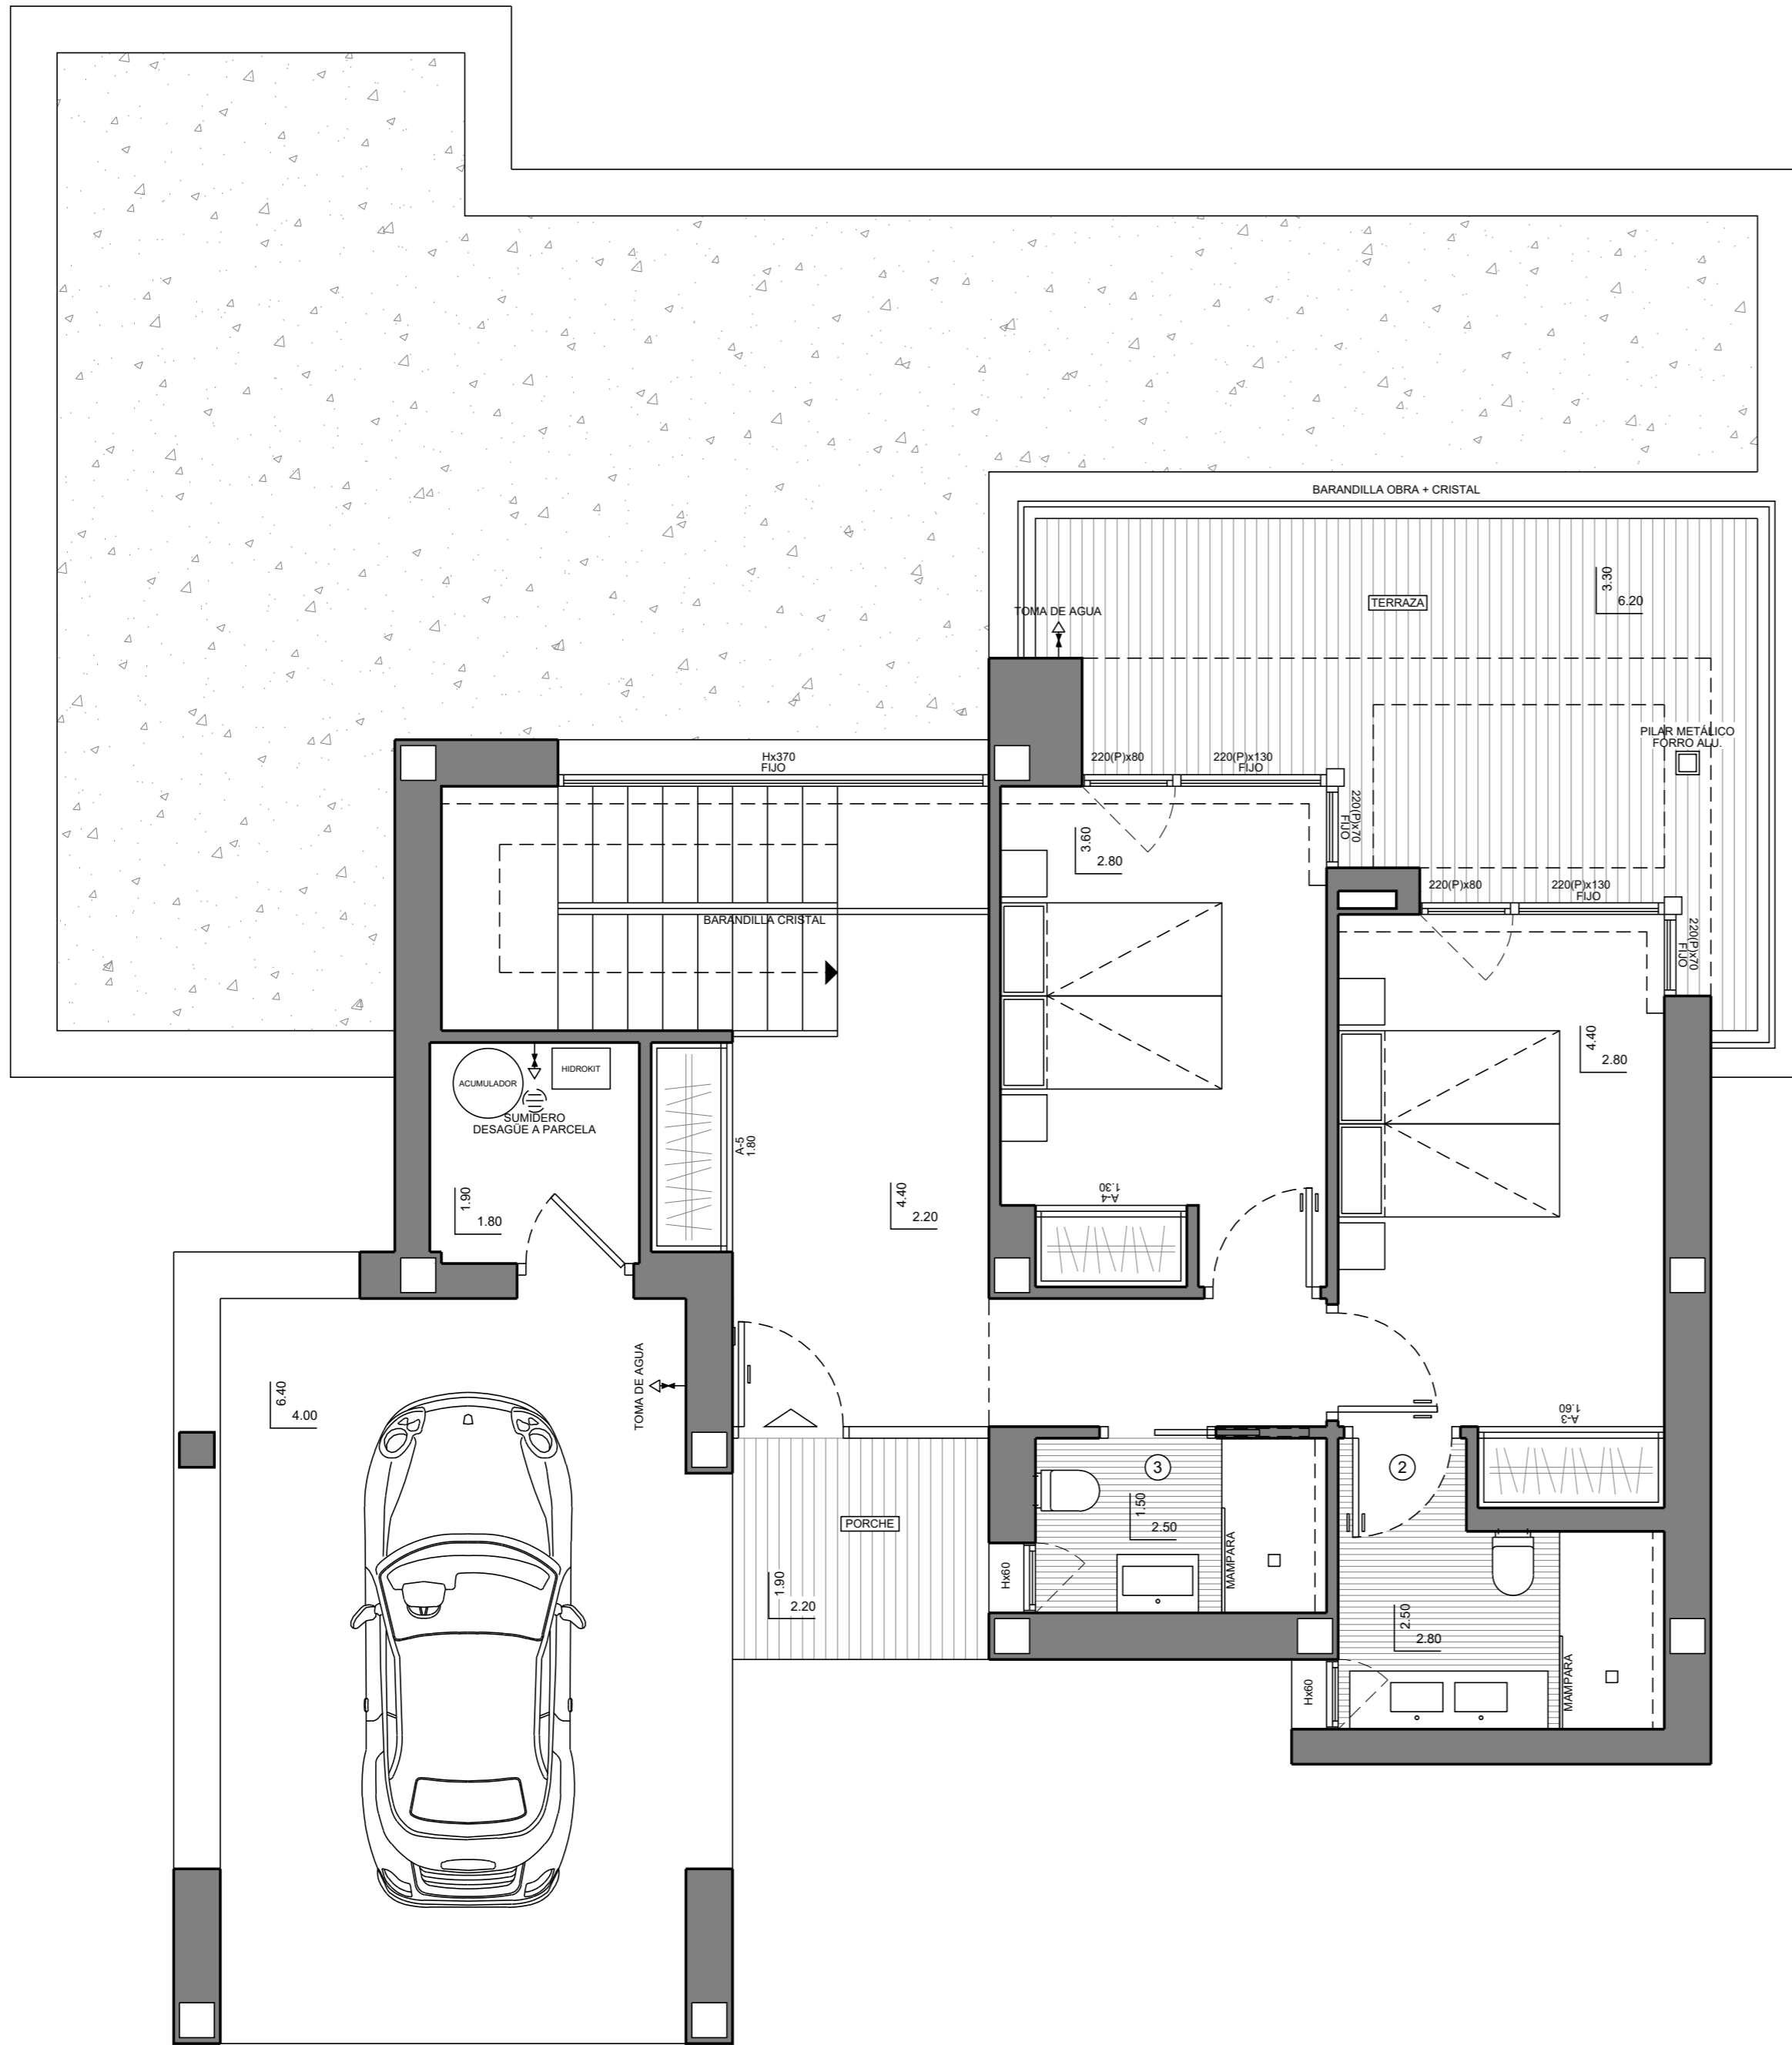 BARANDILLA OBRA + CRISTAL
3.30
6.20
TERRAZA
TOMA DE AGUA
PILAR METÁLICO
FORRO ALU.
Hx370
FIJO
220(P)x80
220(P)x130
FIJO
220(P)x70
FIJO
3.60
2.80
220(P)x80
220(P)x130
FIJO
220(P)x70
FIJO
BARANDILLA CRISTAL
4.40
2.80
ACUMULADOR
HIDROKIT
SUMIDERO
DESAGÜE A PARCELA
A-5
1.80
1.90
1.80
4.40
2.20
A-4
1.30
6.40
4.00
TOMA DE AGUA
A-3
1.60
3
2
1.50
2.50
MAMPARA
PORCHE
Hx60
1.90
2.20
2.50
2.80
MAMPARA
Hx60